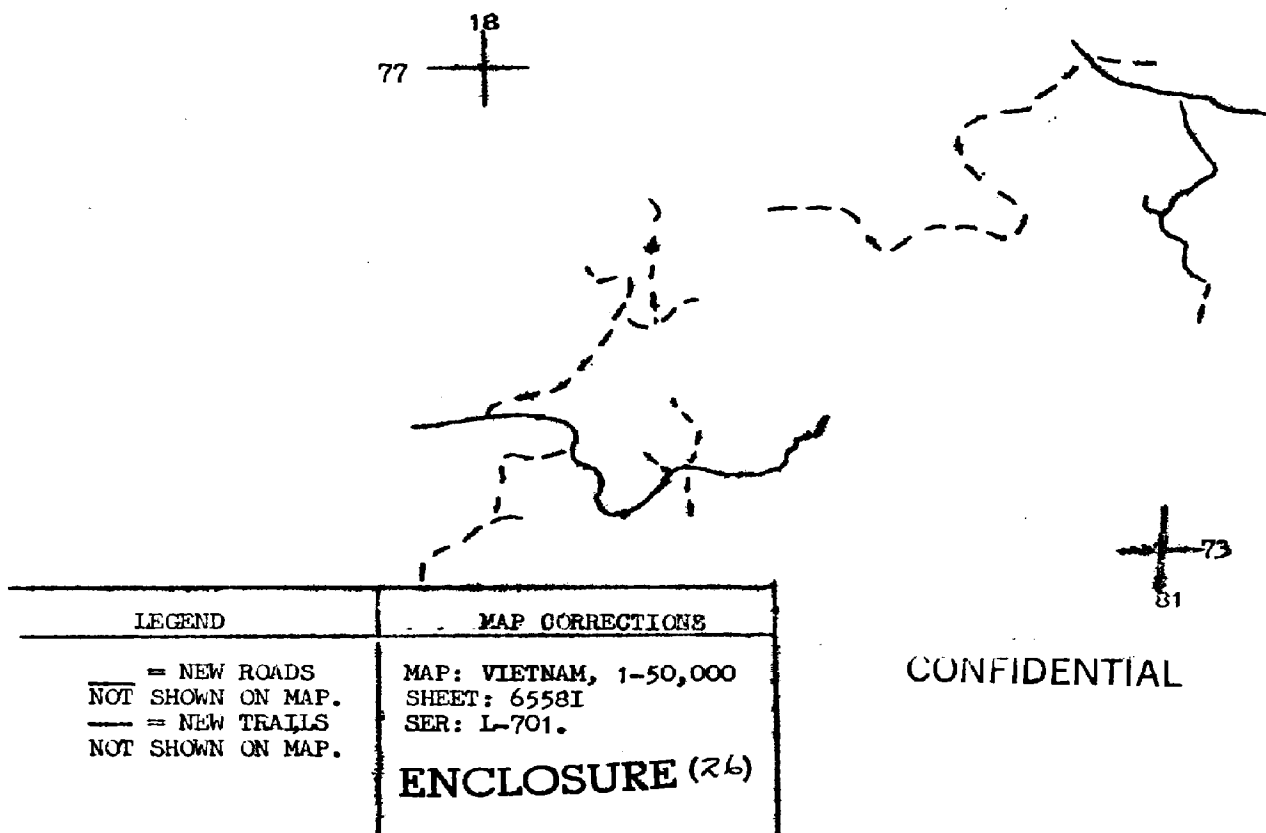 18
77
73
81
LEGEND
= NEW ROADS
NOT SHOWN ON MAP.
= NEW TRAILS
NOT SHOWN ON MAP.
MAP CORRECTIONS
MAP: VIETNAM, 1-50,000
SHEET: 6558I
SER: L-701.
ENCLOSURE (26)
CONFIDENTIAL